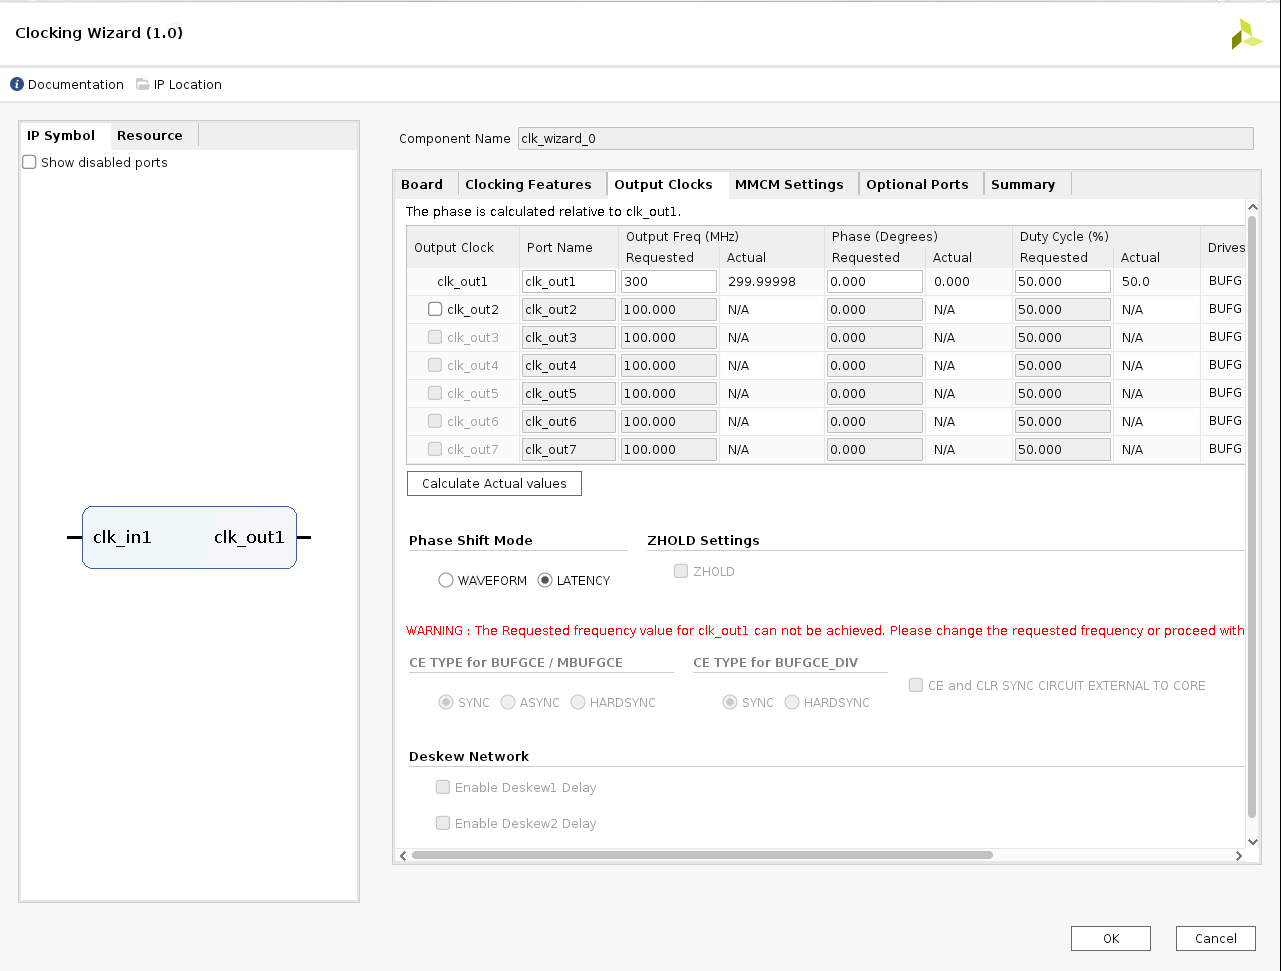 Clocking Wizard (1.0)
Documentation IP Location
IP Symbol Resource
Show disabled ports
clk_in1 clk_out1
Component Name clk_wizard_0
Board Clocking Features Output Clocks MMCM Settings Optional Ports Summary
The phase is calculated relative to clk_out1.
Output Clock Port Name Output Freq (MHz) Phase (Degrees) Duty Cycle (%) Drives
Requested Actual Requested Actual Requested Actual
clk_out1 clk_out1 300 299.99998 0.000 0.000 50.000 50.0 BUFG
clk_out2 clk_out2 100.000 N/A 0.000 N/A 50.000 N/A BUFG
clk_out3 clk_out3 100.000 N/A 0.000 N/A 50.000 N/A BUFG
clk_out4 clk_out4 100.000 N/A 0.000 N/A 50.000 N/A BUFG
clk_out5 clk_out5 100.000 N/A 0.000 N/A 50.000 N/A BUFG
clk_out6 clk_out6 100.000 N/A 0.000 N/A 50.000 N/A BUFG
clk_out7 clk_out7 100.000 N/A 0.000 N/A 50.000 N/A BUFG
Calculate Actual values
Phase Shift Mode ZHOLD Settings
WAVEFORM LATENCY ZHOLD
WARNING : The Requested frequency value for clk_out1 can not be achieved. Please change the requested frequency or proceed with
CE TYPE for BUFGCE / MBUFGCE CE TYPE for BUFGCE_DIV
CE and CLR SYNC CIRCUIT EXTERNAL TO CORE
SYNC ASYNC HARDSYNC SYNC HARDSYNC
Deskew Network
Enable Deskew1 Delay
Enable Deskew2 Delay
OK Cancel